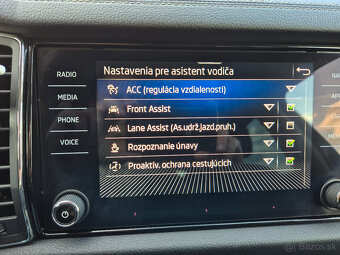 Nastavenia pre asistent vodiča
RADIO
ACC (regulácia vzdialenosti)
MEDIA
Front Assist
PHONE
Lane Assist (As.udrž.jazd.pruh.)
VOICE
Rozpoznanie únavy
Proaktív. ochrana cestujúcich
bazos.sk